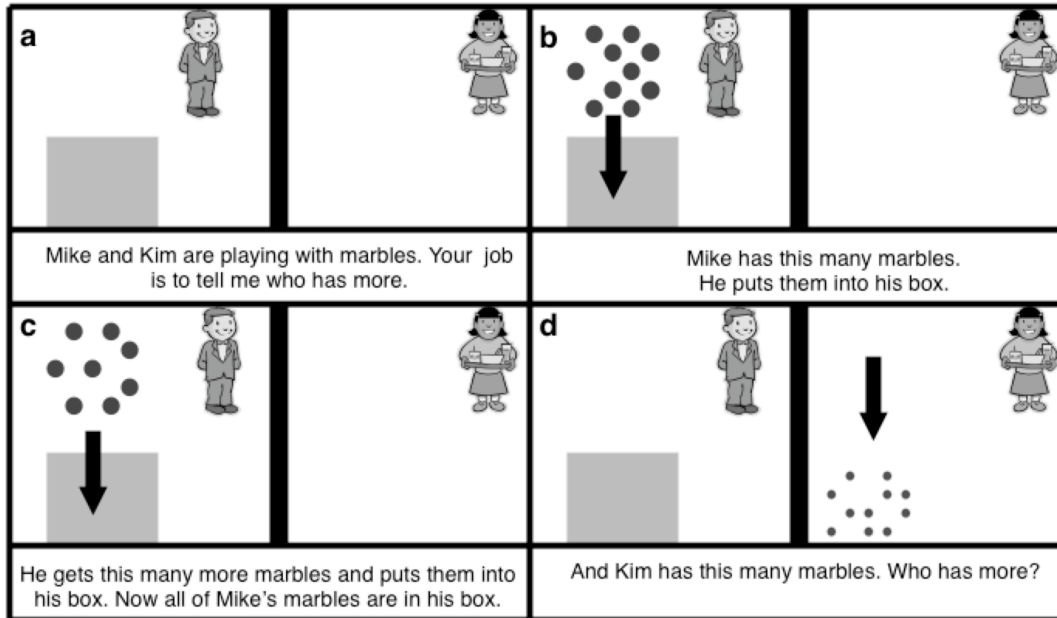 a
b
Mike and Kim are playing with marbles. Your job
is to tell me who has more.
Mike has this many marbles.
He puts them into his box.
c
d
He gets this many more marbles and puts them into
his box. Now all of Mike's marbles are in his box.
And Kim has this many marbles. Who has more?